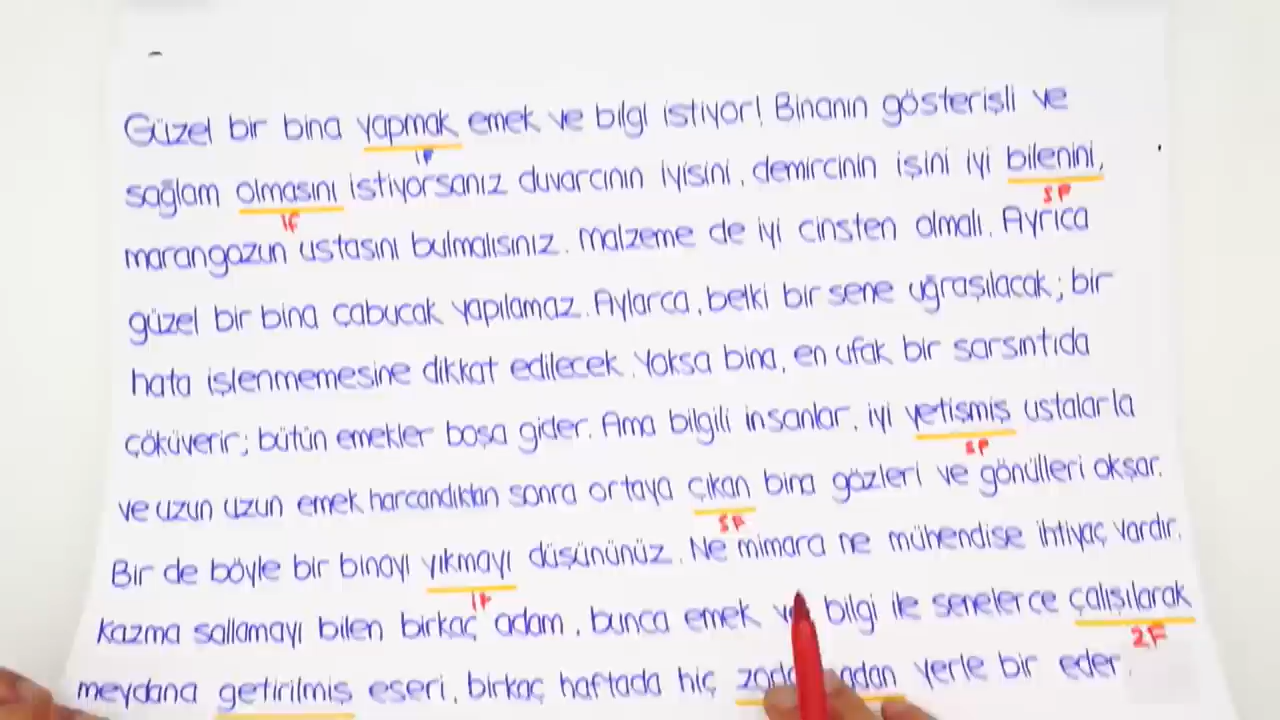 Güzel bir bina yapmak emek ve bilgi istiyor! Binanın gösterişli ve
İF
sağlam olmasını istiyorsanız duvarcının iyisini, demircinin işini iyi bilenini,
İF SF
marangozun ustasını bulmalısınız. Malzeme de iyi cinsten olmalı. Ayrıca
güzel bir bina çabucak yapılamaz. Aylarca, belki bir sene uğraşılacak; bir
hata işlenmemesine dikkat edilecek. Yoksa bina, en ufak bir sarsıntıda
çöküverir; bütün emekler boşa gider. Ama bilgili insanlar, iyi yetişmiş ustalarla
SF
ve uzun uzun emek harcandıktan sonra ortaya çıkan bina gözleri ve gönülleri okşar.
SF
Bir de böyle bir binayı yıkmayı düşününüz. Ne mimara ne mühendise ihtiyaç vardır.
İF
Kazma sallamayı bilen birkaç adam, bunca emek bilgi ile senelerce çalışılarak
ZF
meydana getirilmiş eseri, birkaç haftada hiç yerle bir eder.